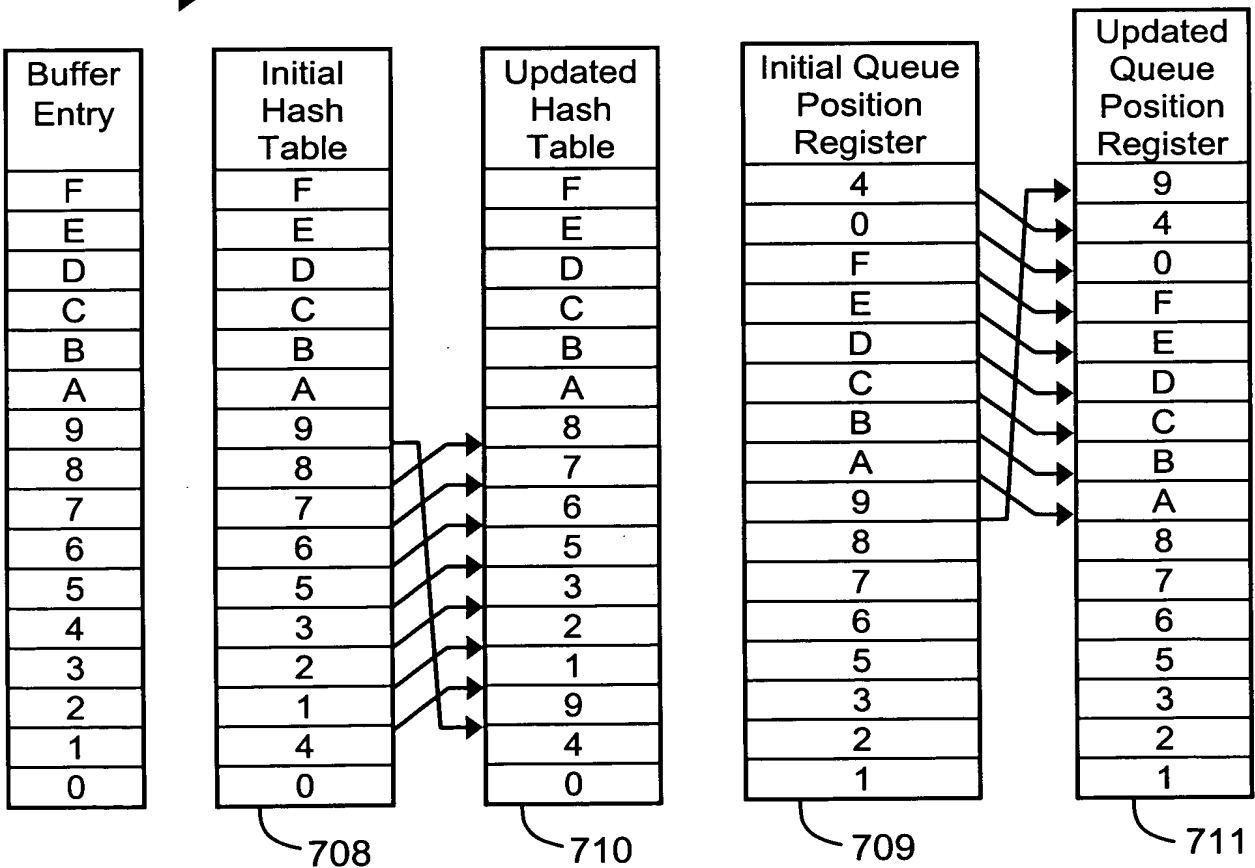 Buffer
Entry
F
E
D
C
B
A
9
8
7
6
5
4
3
2
1
0
Initial
Hash
Table
F
E
D
C
B
A
9
8
7
6
5
3
2
1
4
0
708
Updated
Hash
Table
F
E
D
C
B
A
8
7
6
5
3
2
1
9
4
0
710
Initial Queue
Position
Register
4
0
F
E
D
C
B
A
9
8
7
6
5
3
2
1
709
Updated
Queue
Position
Register
9
4
0
F
E
D
C
B
A
8
7
6
5
3
2
1
711